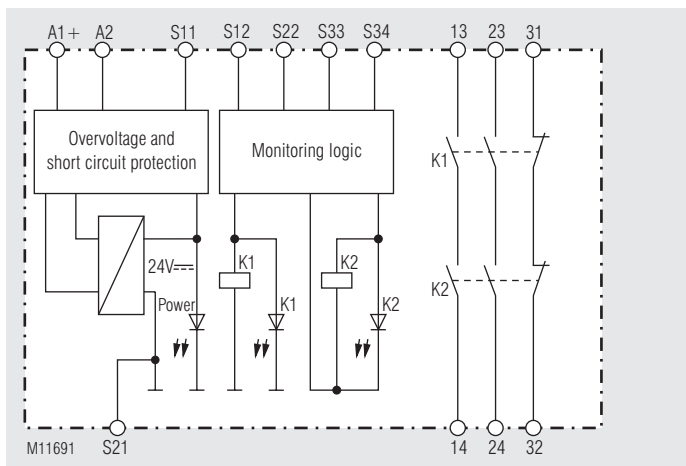 A1+ A2 S11 S12 S22 S33 S34 13 23 31
Overvoltage and
short circuit protection
Monitoring logic
K1
24V
K1
K2
K2
Power
K1
K2
M11691
S21 14 24 32